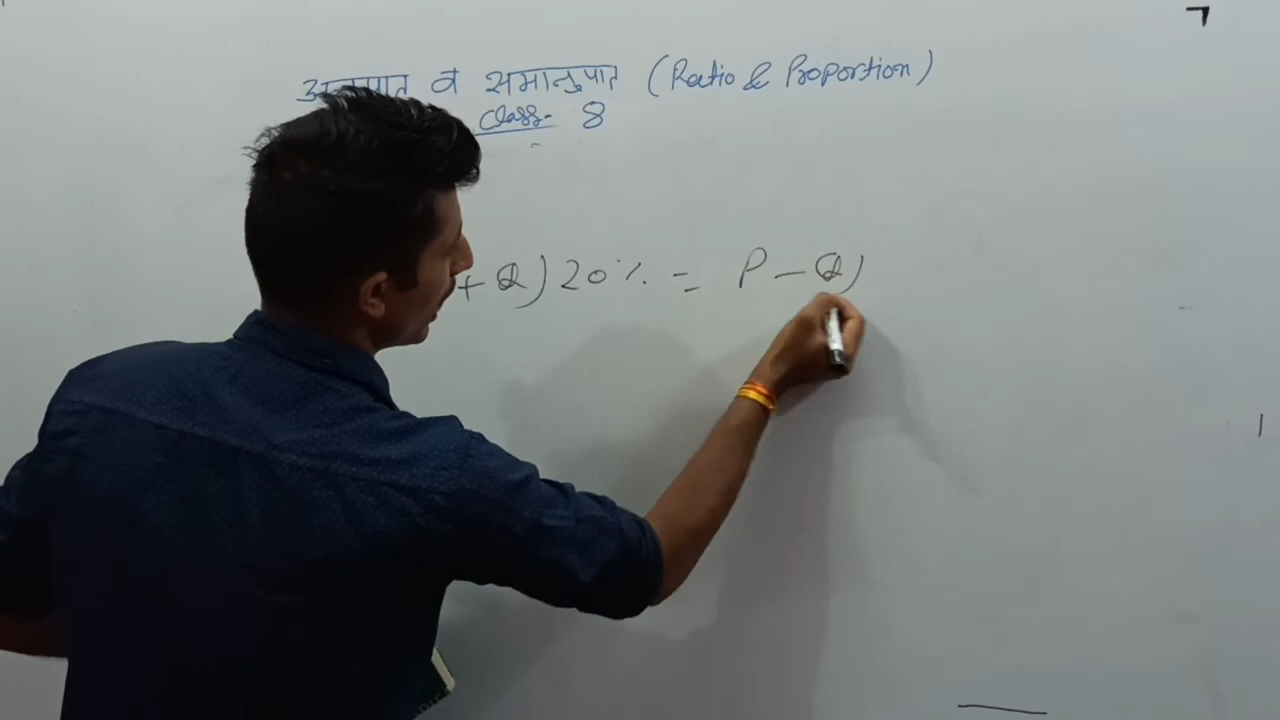 व समानुपात (Ratio & Proportion)
Class- 8
+ Q) 20% = P - Q)